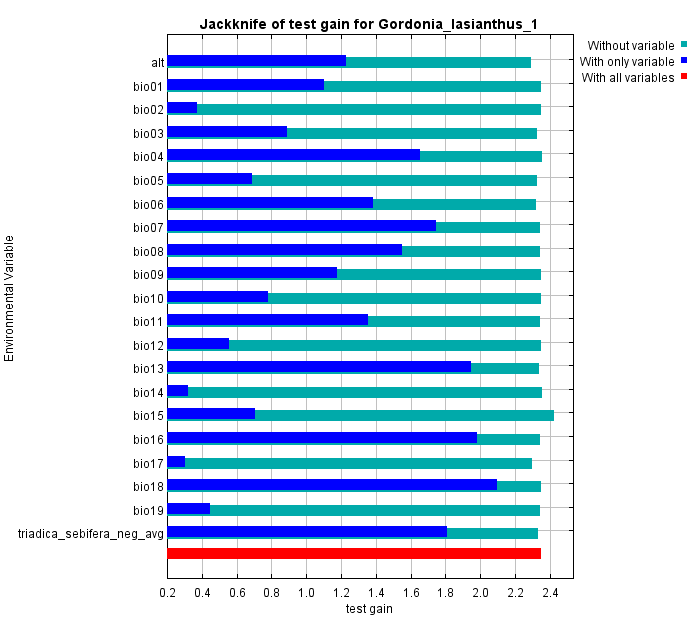 Jackknife of test gain for Gordonia_lasianthus_1
Without variable
With only variable
With all variables
Environmental Variable
alt
bio01
bio02
bio03
bio04
bio05
bio06
bio07
bio08
bio09
bio10
bio11
bio12
bio13
bio14
bio15
bio16
bio17
bio18
bio19
triadica_sebifera_neg_avg
0.2 0.4 0.6 0.8 1.0 1.2 1.4 1.6 1.8 2.0 2.2 2.4
test gain